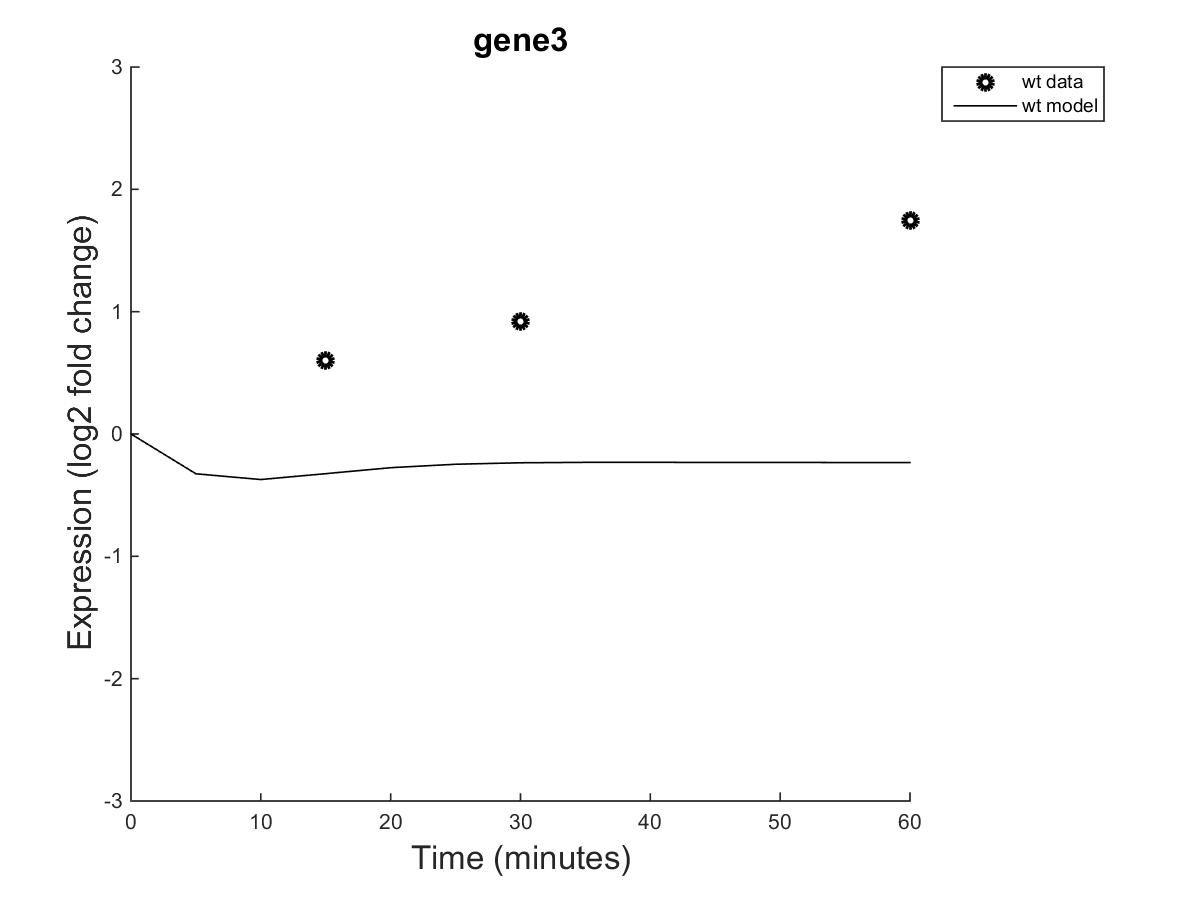 gene3
3
2
1
0
-1
-2
-3
Expression (log2 fold change)
0 10 20 30 40 50 60
Time (minutes)
wt data
wt model